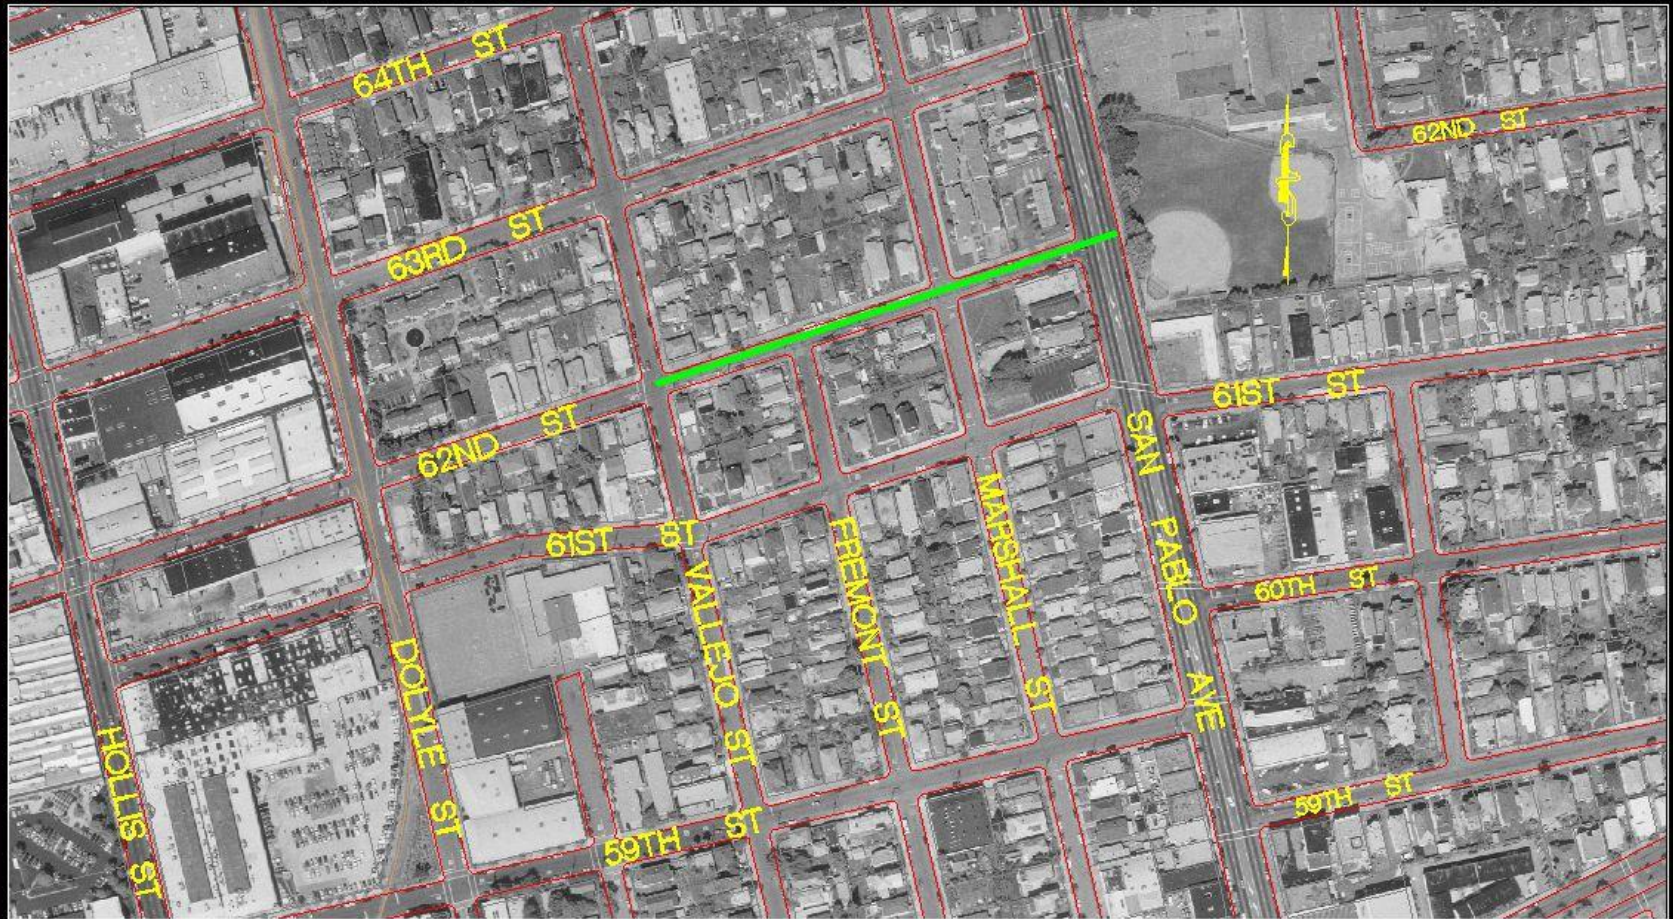 64TH ST
62ND ST
63RD ST
62ND ST
61ST ST
61ST ST
SAN PABLO AVE
MARSHALL ST
FREMONT ST
VALLEJO ST
60TH ST
DOLYLE ST
HOLLIS ST
59TH ST
59TH ST